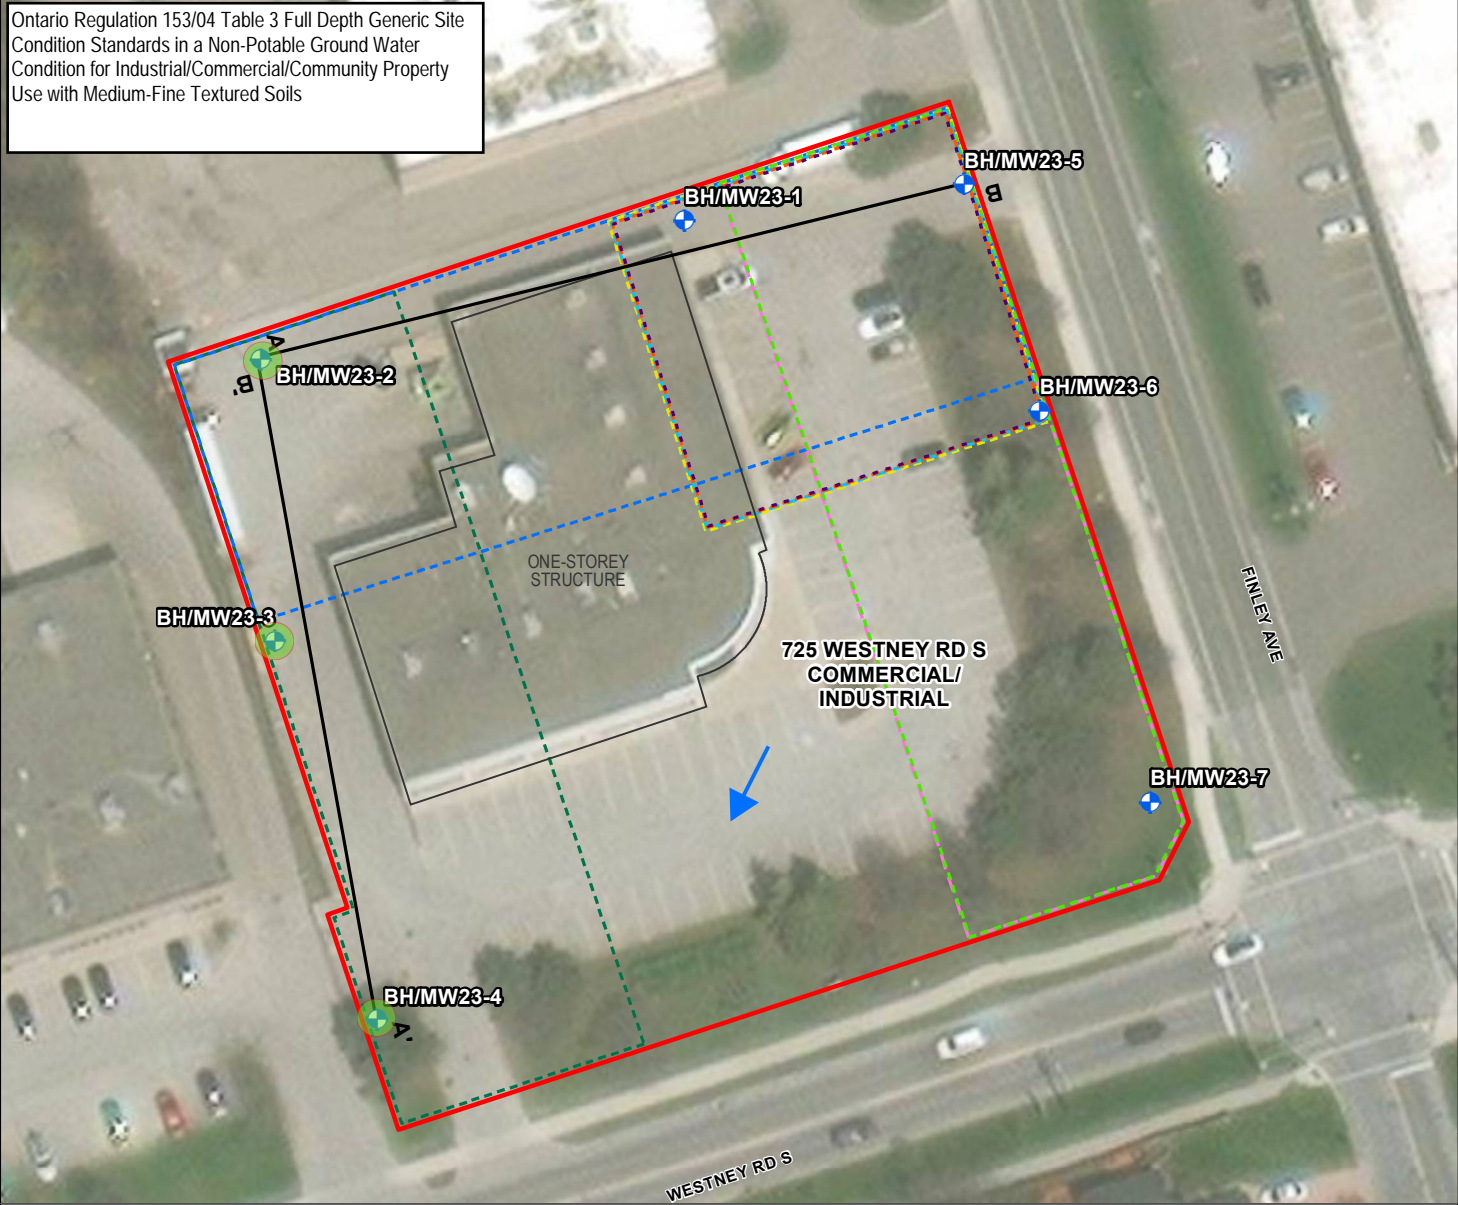 Ontario Regulation 153/04 Table 3 Full Depth Generic Site
Condition Standards in a Non-Potable Ground Water
Condition for Industrial/Commercial/Community Property
Use with Medium-Fine Textured Soils
BH/MW23-5
B
BH/MW23-1
A
BH/MW23-2
B'
BH/MW23-6
ONE-STOREY
STRUCTURE
BH/MW23-3
FINLEY AVE
725 WESTNEY RD S
COMMERCIAL/
INDUSTRIAL
BH/MW23-7
BH/MW23-4
A'
WESTNEY RD S